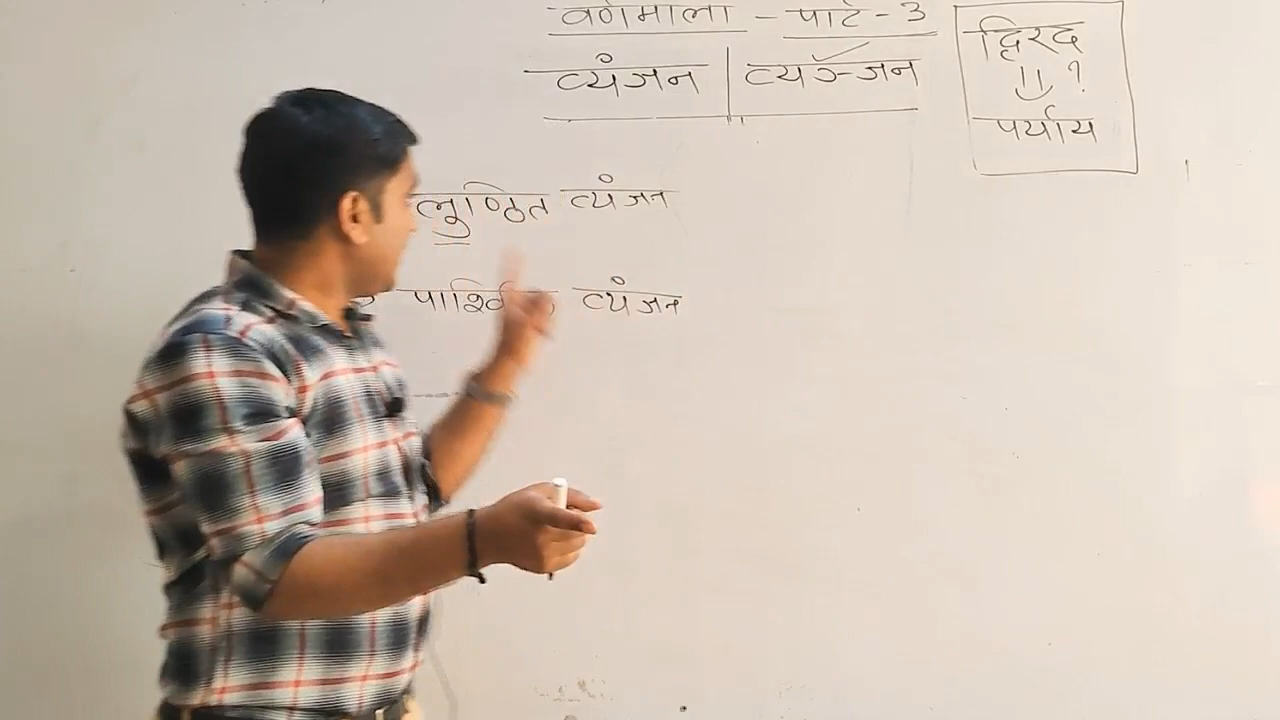 वर्णमाला - पार्ट - 3
व्यंजन | व्यञ्जन
द्विरद
?
पर्याय
लुण्ठित व्यंजन
व्यंजन